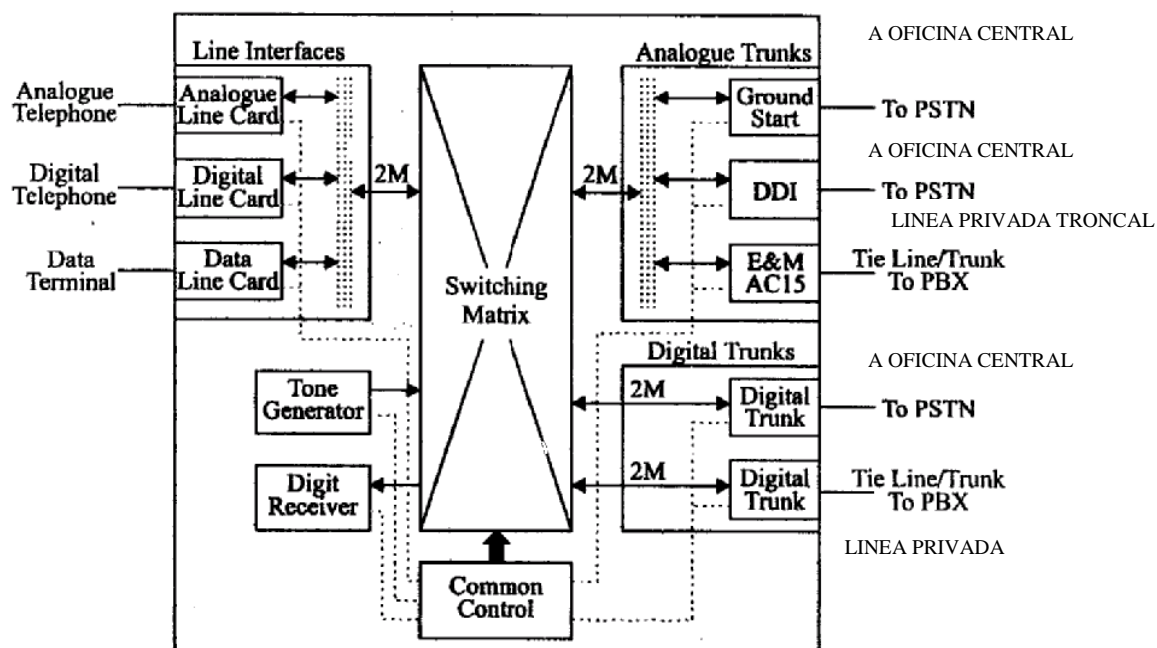 A OFICINA CENTRAL
Line Interfaces
Analogue Trunks
Analogue
Telephone
Analogue
Line Card
Ground
Start
To PSTN
A OFICINA CENTRAL
Digital
Telephone
Digital
Line Card
2M
2M
DDI
To PSTN
LINEA PRIVADA TRONCAL
Data
Terminal
Data
Line Card
E&M
AC15
Tie Line/Trunk
To PBX
Switching
Matrix
Digital Trunks
A OFICINA CENTRAL
Tone
Generator
2M
Digital
Trunk
To PSTN
Digit
Receiver
2M
Digital
Trunk
Tie Line/Trunk
To PBX
LINEA PRIVADA
Common
Control